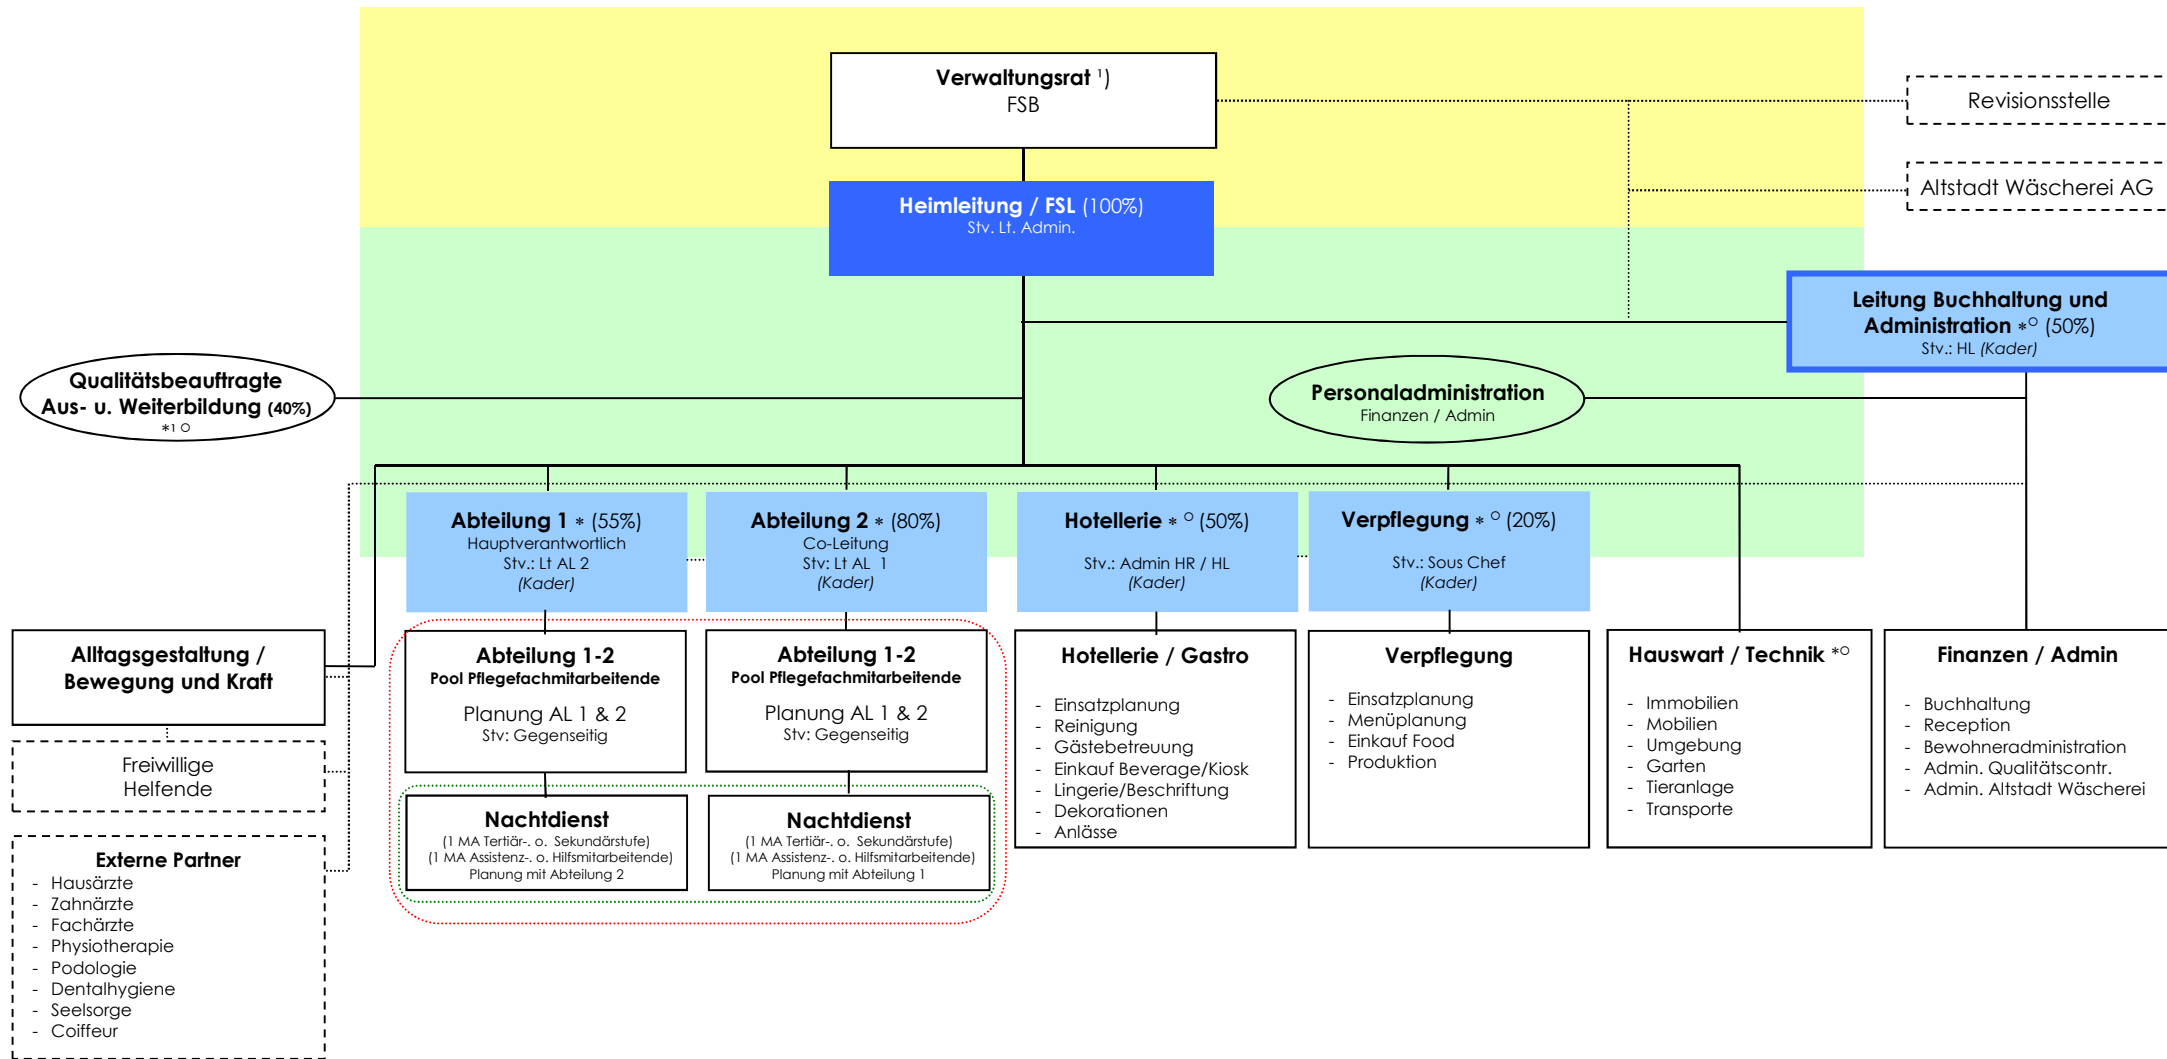 Verwaltungsrat ¹)
FSB
Revisionsstelle
Altstadt Wäscherei AG
Heimleitung / FSL (100%)
Stv. Lt. Admin.
Leitung Buchhaltung und
Administration *○ (50%)
Stv.: HL (Kader)
Qualitätsbeauftragte
Aus- u. Weiterbildung (40%)
*¹ ○
Personaladministration
Finanzen / Admin
Abteilung 1 * (55%)
Hauptverantwortlich
Stv.: Lt AL 2
(Kader)
Abteilung 2 * (80%)
Co-Leitung
Stv: Lt AL 1
(Kader)
Hotellerie * ○ (50%)
Stv.: Admin HR / HL
(Kader)
Verpflegung * ○ (20%)
Stv.: Sous Chef
(Kader)
Alltagsgestaltung /
Bewegung und Kraft
Freiwillige
Helfende
Externe Partner
- Hausärzte
- Zahnärzte
- Fachärzte
- Physiotherapie
- Podologie
- Dentalhygiene
- Seelsorge
- Coiffeur
Abteilung 1-2
Pool Pflegefachmitarbeitende
Planung AL 1 & 2
Stv: Gegenseitig
Nachtdienst
(1 MA Tertiär-. o. Sekundärstufe)
(1 MA Assistenz-. o. Hilfsmitarbeitende)
Planung mit Abteilung 2
Abteilung 1-2
Pool Pflegefachmitarbeitende
Planung AL 1 & 2
Stv: Gegenseitig
Nachtdienst
(1 MA Tertiär-. o. Sekundärstufe)
(1 MA Assistenz-. o. Hilfsmitarbeitende)
Planung mit Abteilung 1
Hotellerie / Gastro
- Einsatzplanung
- Reinigung
- Gästebetreuung
- Einkauf Beverage/Kiosk
- Lingerie/Beschriftung
- Dekorationen
- Anlässe
Verpflegung
- Einsatzplanung
- Menüplanung
- Einkauf Food
- Produktion
Hauswart / Technik *○
- Immobilien
- Mobilien
- Umgebung
- Garten
- Tieranlage
- Transporte
Finanzen / Admin
- Buchhaltung
- Reception
- Bewohneradministration
- Admin. Qualitätscontr.
- Admin. Altstadt Wäscherei